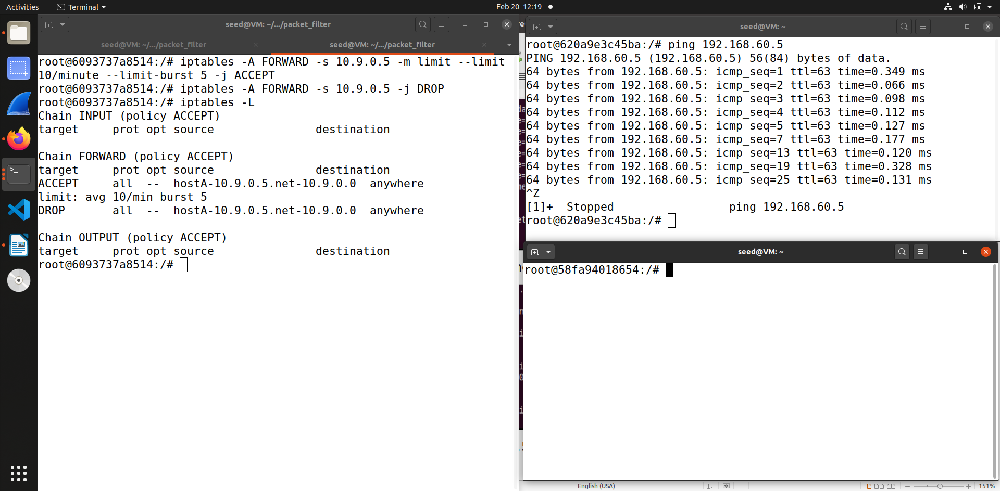 Activities Terminal Feb 20 12:19
seed@VM: ~/.../packet_filter
seed@VM: ~/.../packet_filter seed@VM: ~/.../packet_filter
root@6093737a8514:/# iptables -A FORWARD -s 10.9.0.5 -m limit --limit
10/minute --limit-burst 5 -j ACCEPT
root@6093737a8514:/# iptables -A FORWARD -s 10.9.0.5 -j DROP
root@6093737a8514:/# iptables -L
Chain INPUT (policy ACCEPT)
target     prot opt source               destination

Chain FORWARD (policy ACCEPT)
target     prot opt source               destination
ACCEPT     all  --  hostA-10.9.0.5.net-10.9.0.0  anywhere
limit: avg 10/min burst 5
DROP       all  --  hostA-10.9.0.5.net-10.9.0.0  anywhere

Chain OUTPUT (policy ACCEPT)
target     prot opt source               destination
root@6093737a8514:/#
seed@VM: ~
root@620a9e3c45ba:/# ping 192.168.60.5
PING 192.168.60.5 (192.168.60.5) 56(84) bytes of data.
64 bytes from 192.168.60.5: icmp_seq=1 ttl=63 time=0.349 ms
64 bytes from 192.168.60.5: icmp_seq=2 ttl=63 time=0.066 ms
64 bytes from 192.168.60.5: icmp_seq=3 ttl=63 time=0.098 ms
64 bytes from 192.168.60.5: icmp_seq=4 ttl=63 time=0.112 ms
64 bytes from 192.168.60.5: icmp_seq=5 ttl=63 time=0.127 ms
64 bytes from 192.168.60.5: icmp_seq=7 ttl=63 time=0.177 ms
64 bytes from 192.168.60.5: icmp_seq=13 ttl=63 time=0.120 ms
64 bytes from 192.168.60.5: icmp_seq=19 ttl=63 time=0.328 ms
64 bytes from 192.168.60.5: icmp_seq=25 ttl=63 time=0.131 ms
^Z
[1]+  Stopped                 ping 192.168.60.5
root@620a9e3c45ba:/#
seed@VM: ~
root@58fa94018654:/#
English (USA) 151%